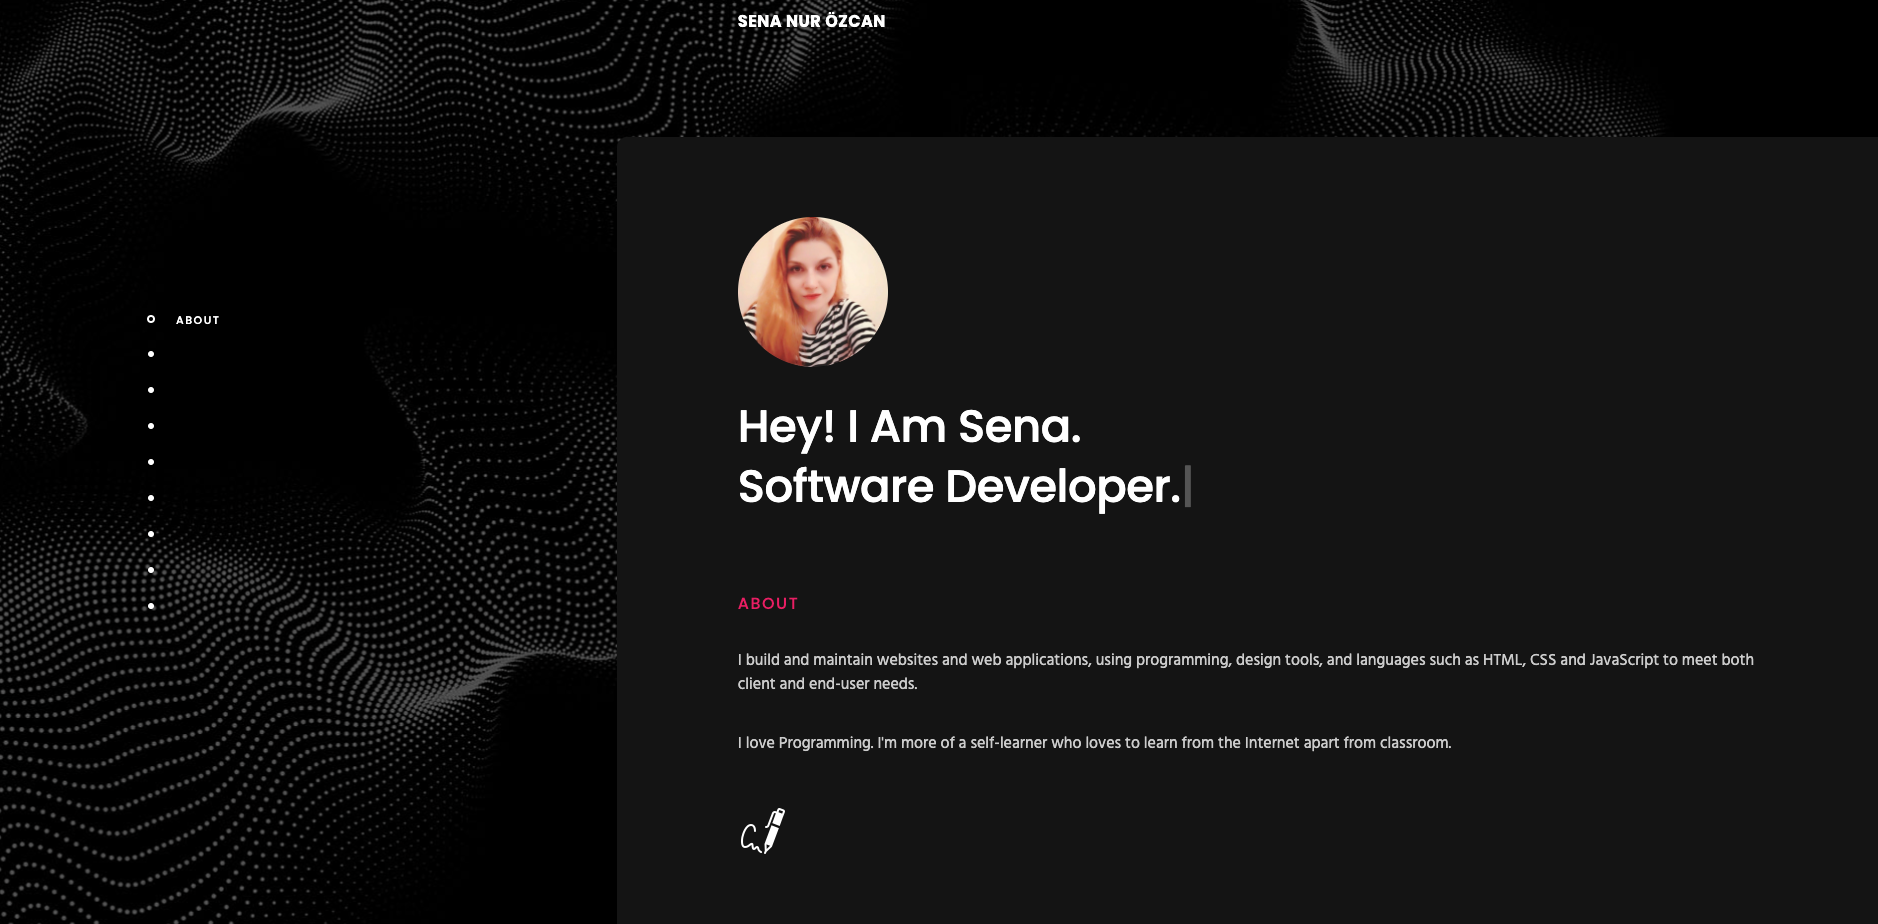 SENA NUR ÖZCAN
ABOUT
Hey! I Am Sena.
Software Developer.
ABOUT
I build and maintain websites and web applications, using programming, design tools, and languages such as HTML, CSS and JavaScript to meet both
client and end-user needs.
I love Programming. I'm more of a self-learner who loves to learn from the Internet apart from classroom.